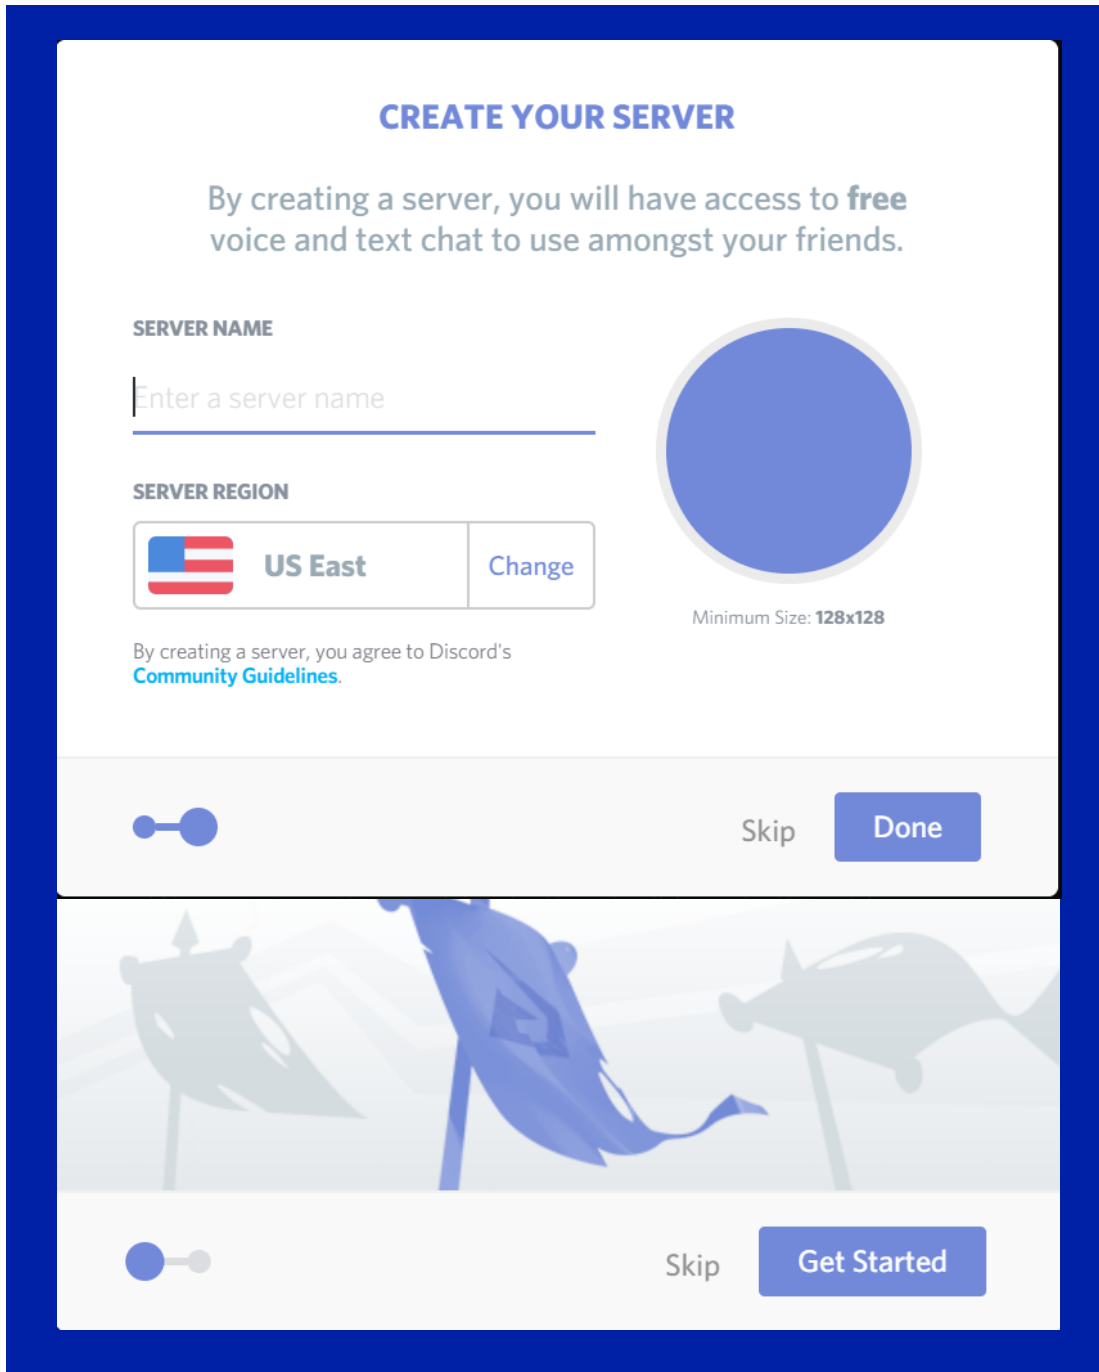 CREATE YOUR SERVER
By creating a server, you will have access to free
voice and text chat to use amongst your friends.
SERVER NAME
Enter a server name
SERVER REGION
US East
Change
Minimum Size: 128x128
By creating a server, you agree to Discord's
Community Guidelines.
Skip
Done
Skip
Get Started